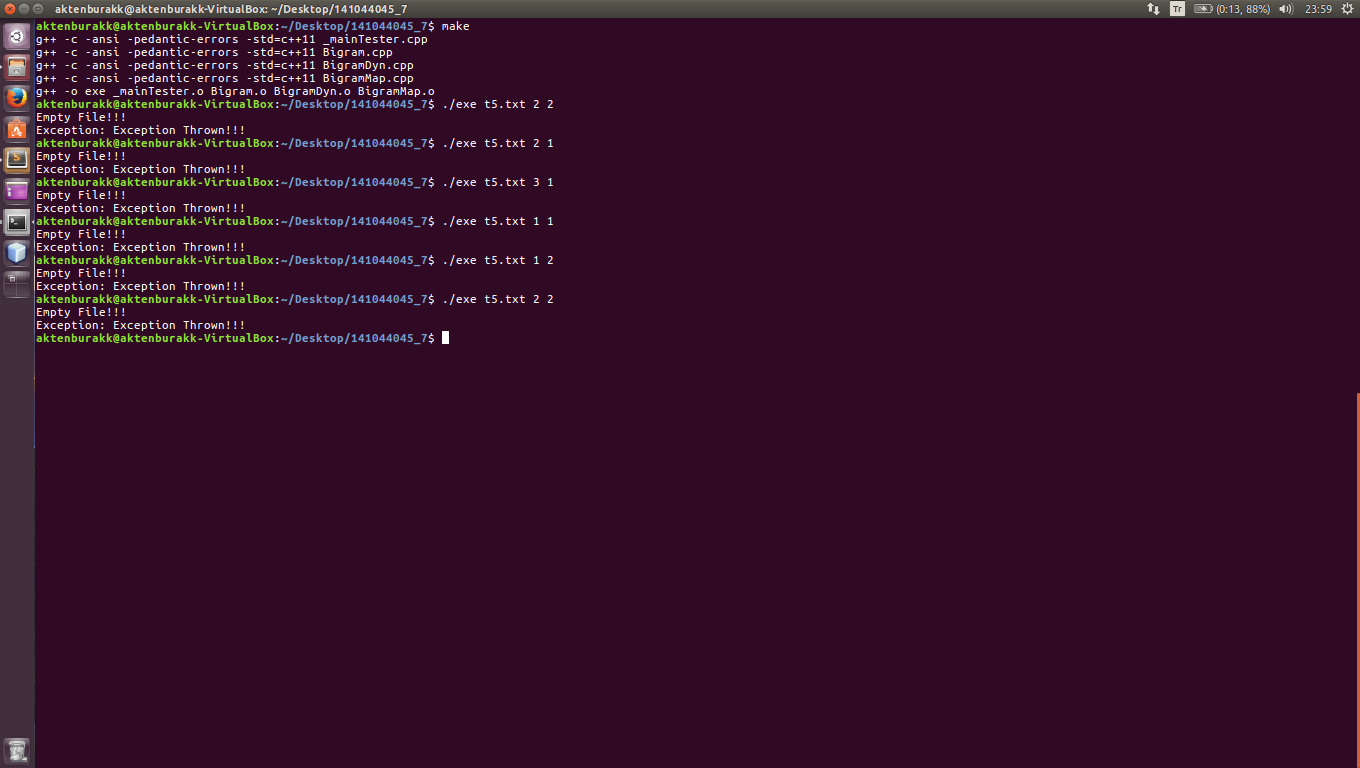 aktenburakk@aktenburakk-VirtualBox: ~/Desktop/141044045_7
Tr
(0:13, 88%)
23:59
aktenburakk@aktenburakk-VirtualBox:~/Desktop/141044045_7$ make
g++ -c -ansi -pedantic-errors -std=c++11 _mainTester.cpp
g++ -c -ansi -pedantic-errors -std=c++11 Bigram.cpp
g++ -c -ansi -pedantic-errors -std=c++11 BigramDyn.cpp
g++ -c -ansi -pedantic-errors -std=c++11 BigramMap.cpp
g++ -o exe _mainTester.o Bigram.o BigramDyn.o BigramMap.o
aktenburakk@aktenburakk-VirtualBox:~/Desktop/141044045_7$ ./exe t5.txt 2 2
Empty File!!!
Exception: Exception Thrown!!!
aktenburakk@aktenburakk-VirtualBox:~/Desktop/141044045_7$ ./exe t5.txt 2 1
Empty File!!!
Exception: Exception Thrown!!!
aktenburakk@aktenburakk-VirtualBox:~/Desktop/141044045_7$ ./exe t5.txt 3 1
Empty File!!!
Exception: Exception Thrown!!!
aktenburakk@aktenburakk-VirtualBox:~/Desktop/141044045_7$ ./exe t5.txt 1 1
Empty File!!!
Exception: Exception Thrown!!!
aktenburakk@aktenburakk-VirtualBox:~/Desktop/141044045_7$ ./exe t5.txt 1 2
Empty File!!!
Exception: Exception Thrown!!!
aktenburakk@aktenburakk-VirtualBox:~/Desktop/141044045_7$ ./exe t5.txt 2 2
Empty File!!!
Exception: Exception Thrown!!!
aktenburakk@aktenburakk-VirtualBox:~/Desktop/141044045_7$